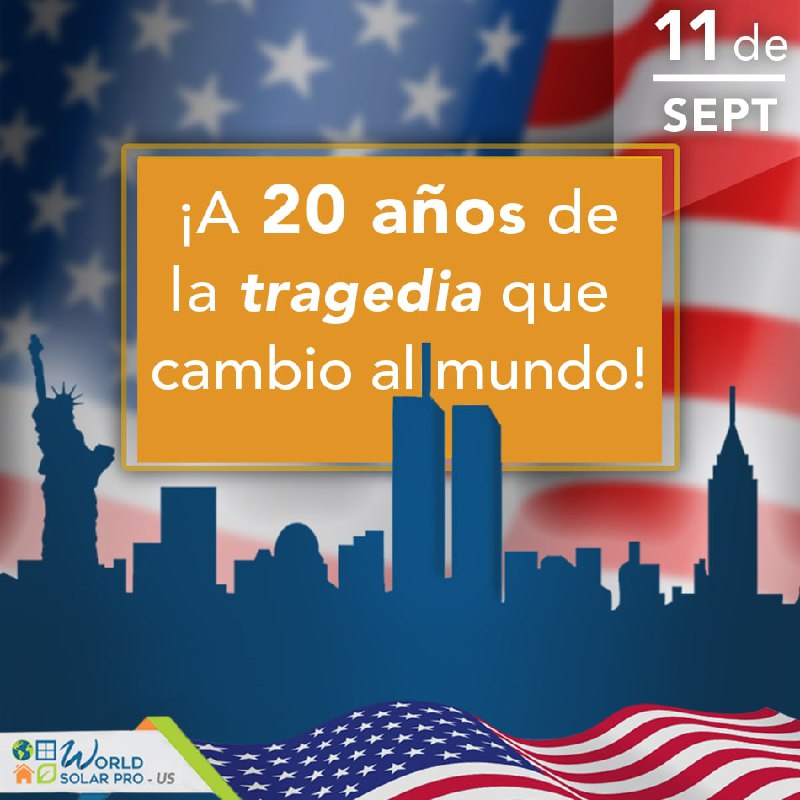 11 de
SEPT
¡A 20 años de
la tragedia que
cambio al mundo!
WORLD
SOLAR PRO - US